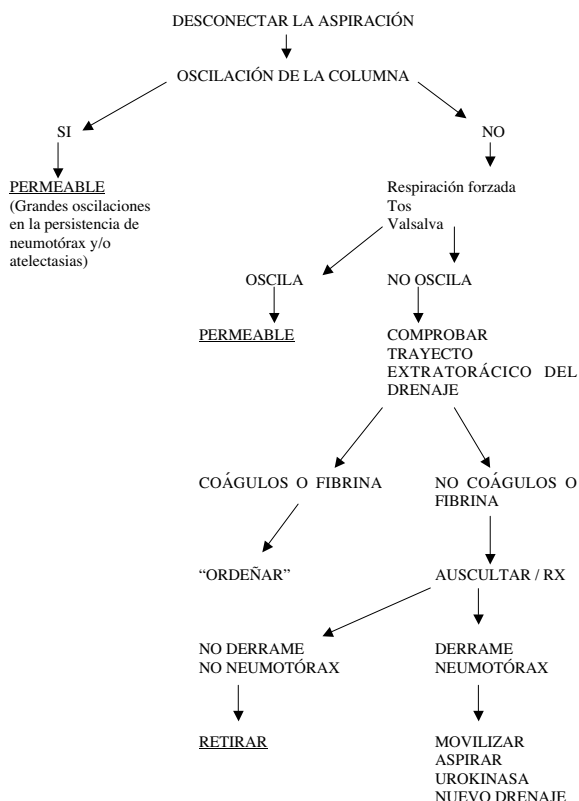 DESCONECTAR LA ASPIRACIÓN
OSCILACIÓN DE LA COLUMNA
SI
NO
PERMEABLE
(Grandes oscilaciones
en la persistencia de
neumotórax y/o
atelectasias)
Respiración forzada
Tos
Valsalva
OSCILA
NO OSCILA
PERMEABLE
COMPROBAR
TRAYECTO
EXTRATORÁCICO DEL
DRENAJE
COÁGULOS O FIBRINA
NO COÁGULOS O
FIBRINA
“ORDEÑAR”
AUSCULTAR / RX
NO DERRAME
NO NEUMOTÓRAX
DERRAME
NEUMOTÓRAX
RETIRAR
MOVILIZAR
ASPIRAR
UROKINASA
NUEVO DRENAJE